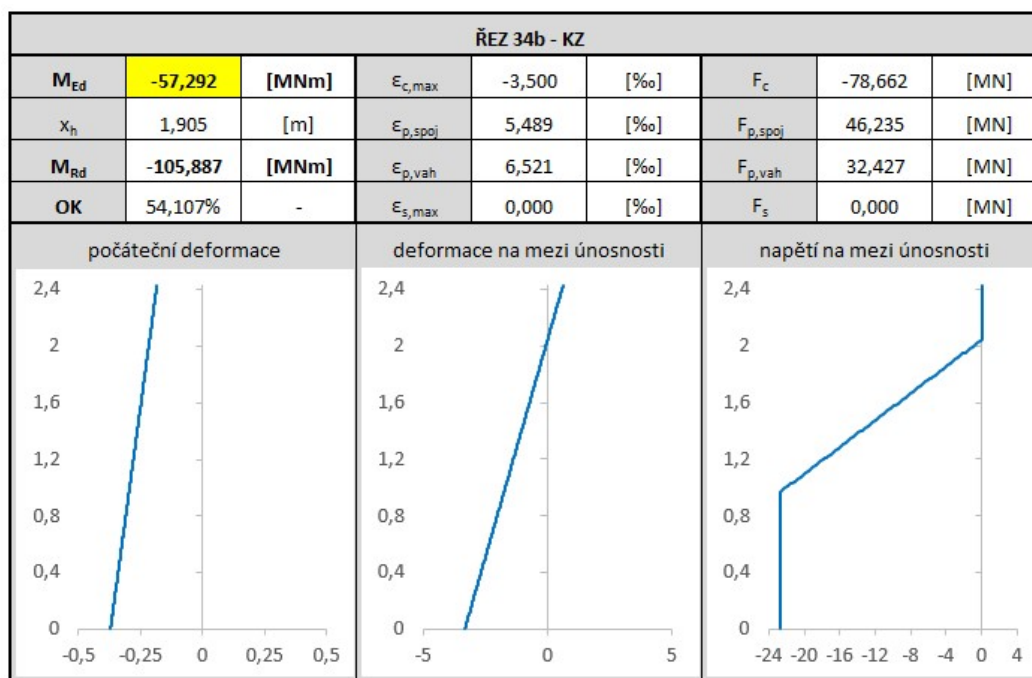 ŘEZ 34b - KZ
M_Ed -57,292 [MNm] ε_c,max -3,500 [‰] F_c -78,662 [MN]
x_h 1,905 [m] ε_p,spoj 5,489 [‰] F_p,spoj 46,235 [MN]
M_Rd -105,887 [MNm] ε_p,vah 6,521 [‰] F_p,vah 32,427 [MN]
OK 54,107% - ε_s,max 0,000 [‰] F_s 0,000 [MN]
počáteční deformace
2,4
2
1,6
1,2
0,8
0,4
0
-0,5 -0,25 0 0,25 0,5
deformace na mezi únosnosti
2,4
2
1,6
1,2
0,8
0,4
0
-5 0 5
napětí na mezi únosnosti
2,4
2
1,6
1,2
0,8
0,4
0
-24 -20 -16 -12 -8 -4 0 4